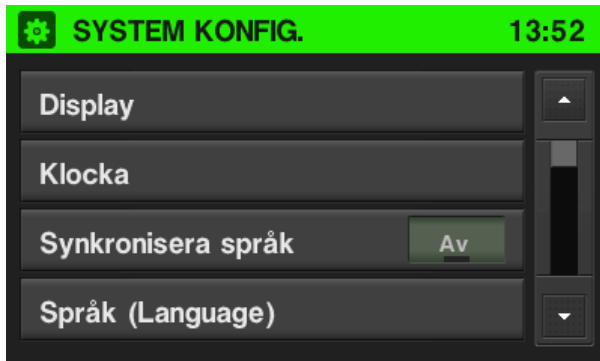 SYSTEM KONFIG. 13:52
Display
Klocka
Synkronisera språk Av
Språk (Language)